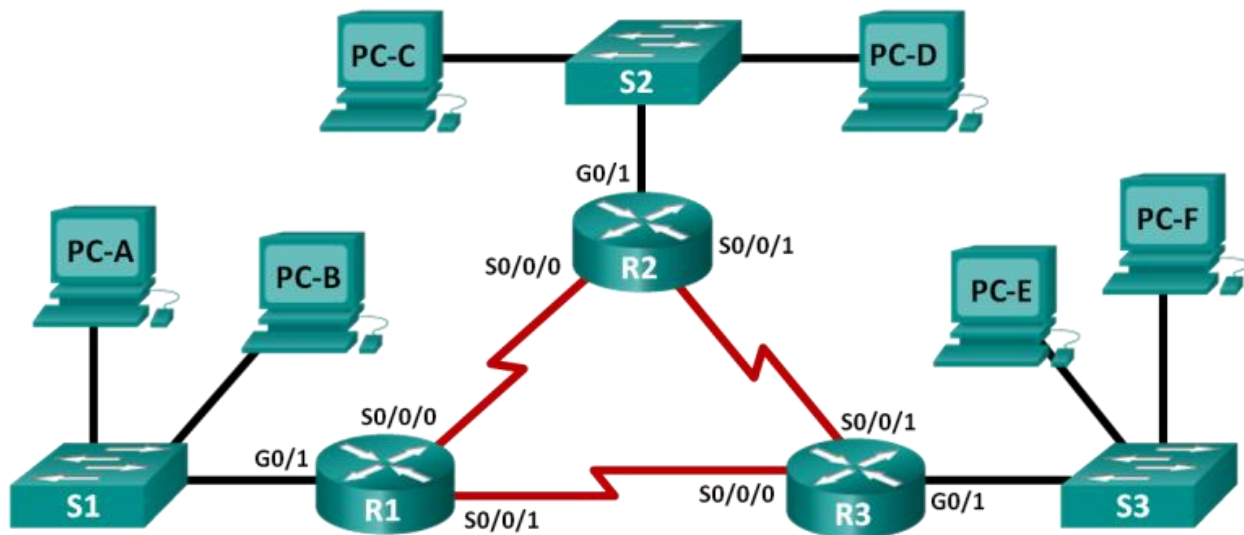 PC-C
S2
PC-D
G0/1
S0/0/0
R2
S0/0/1
PC-A
PC-B
PC-E
PC-F
S1
G0/1
S0/0/0
R1
S0/0/1
S0/0/1
S0/0/0
R3
G0/1
S3